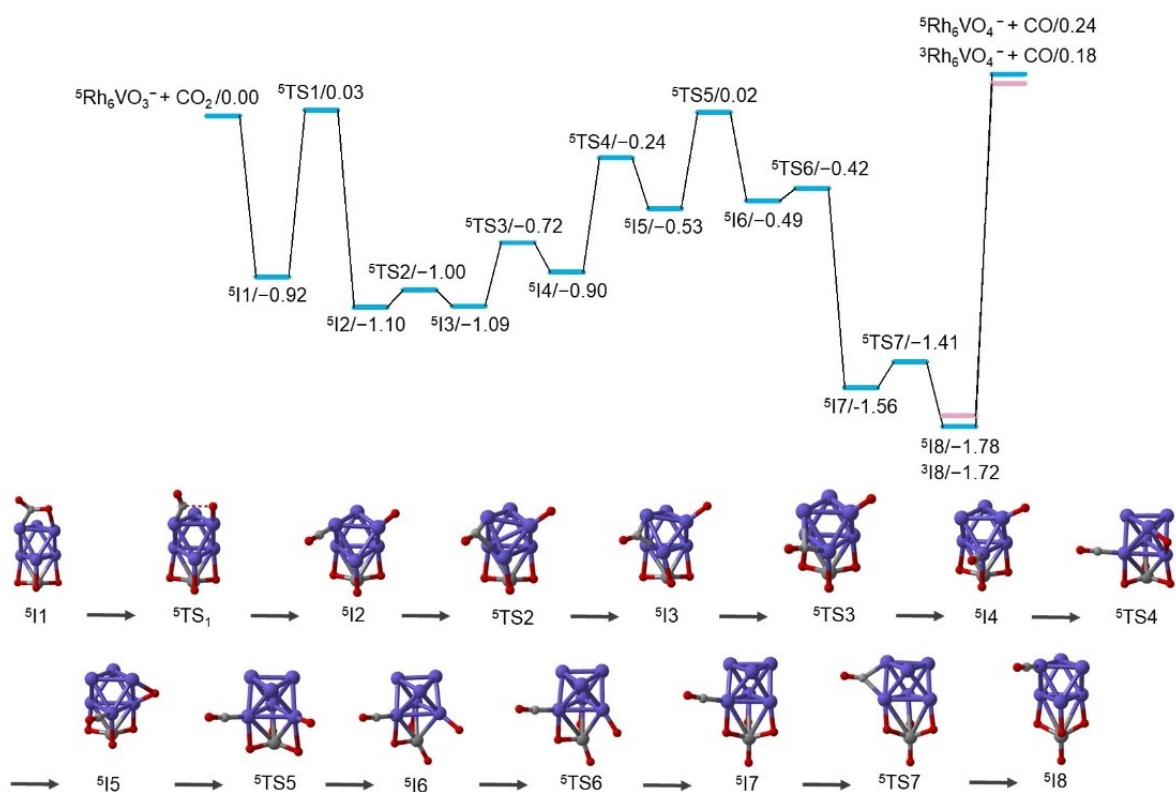 ⁵Rh₆VO₄⁻ + CO/0.24
³Rh₆VO₄⁻ + CO/0.18
⁵Rh₆VO₃⁻ + CO₂/0.00
⁵TS1/0.03
⁵TS5/0.02
⁵TS4/−0.24
⁵TS6/−0.42
⁵I5/−0.53
⁵I6/−0.49
⁵TS3/−0.72
⁵TS2/−1.00
⁵I1/−0.92
⁵I4/−0.90
⁵I2/−1.10
⁵I3/−1.09
⁵TS7/−1.41
⁵I7/-1.56
⁵I8/−1.78
³I8/−1.72
⁵I1
⁵TS₁
⁵I2
⁵TS2
⁵I3
⁵TS3
⁵I4
⁵TS4
⁵I5
⁵TS5
⁵I6
⁵TS6
⁵I7
⁵TS7
⁵I8